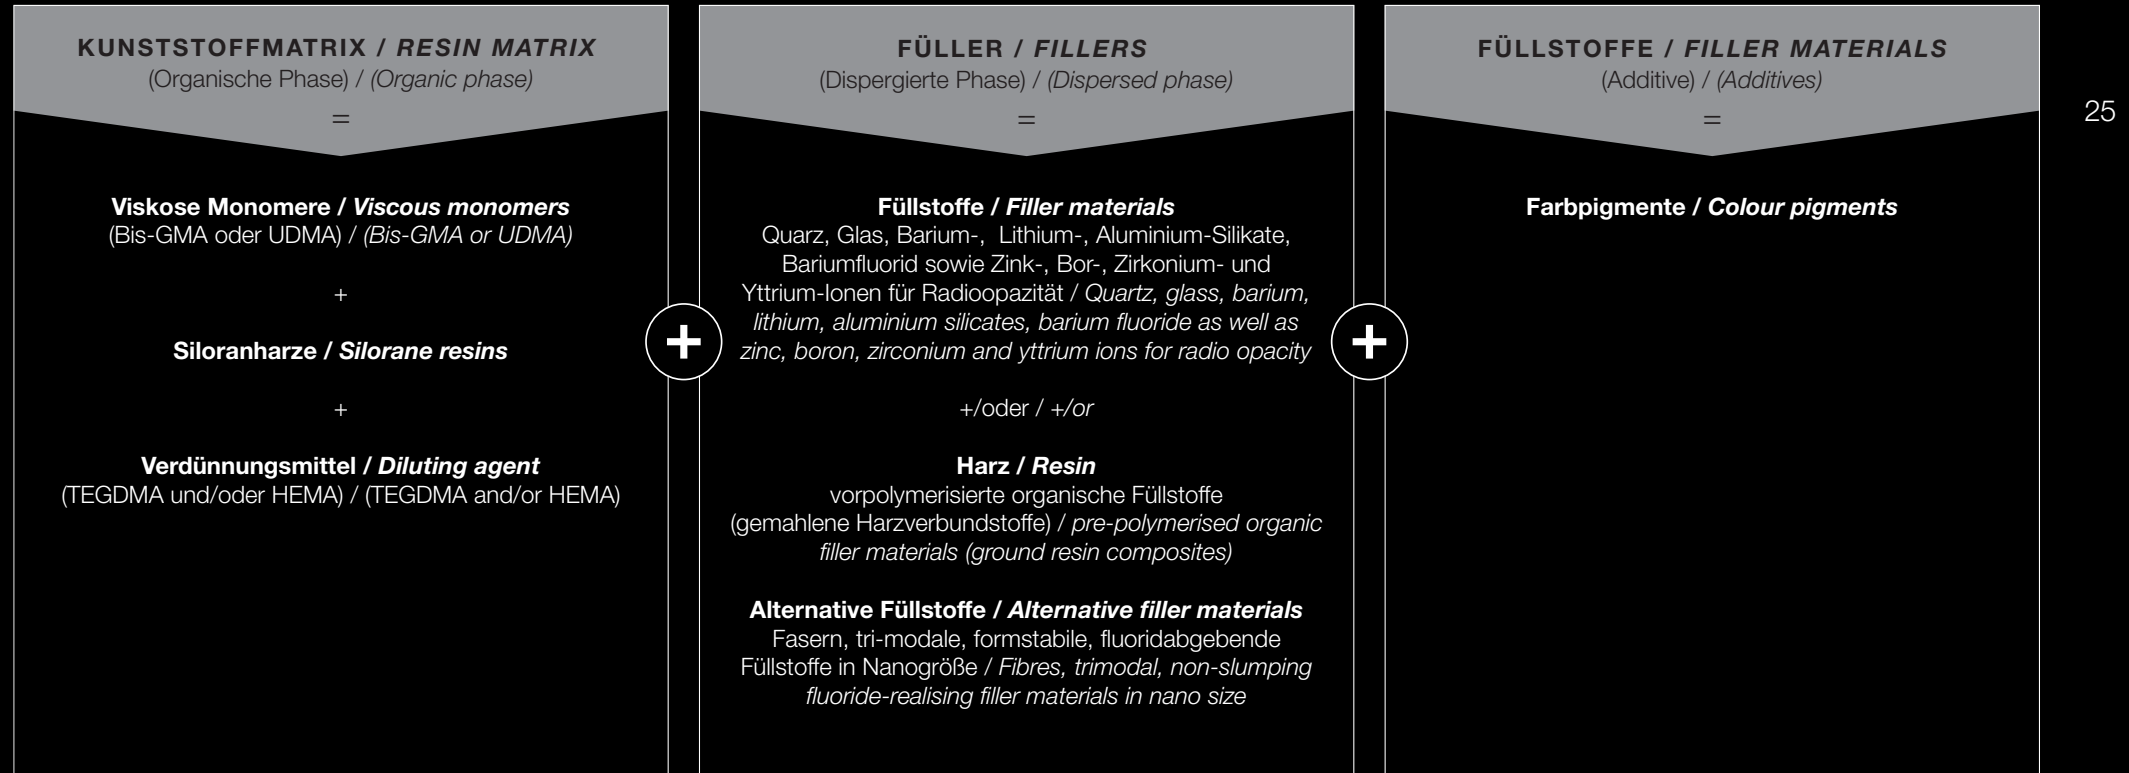 KUNSTSTOFFMATRIX / RESIN MATRIX
(Organische Phase) / (Organic phase)
=
Viskose Monomere / Viscous monomers
(Bis-GMA oder UDMA) / (Bis-GMA or UDMA)
+
Siloranharze / Silorane resins
+
Verdünnungsmittel / Diluting agent
(TEGDMA und/oder HEMA) / (TEGDMA and/or HEMA)
+
FÜLLER / FILLERS
(Dispergierte Phase) / (Dispersed phase)
=
Füllstoffe / Filler materials
Quarz, Glas, Barium-, Lithium-, Aluminium-Silikate,
Bariumfluorid sowie Zink-, Bor-, Zirkonium- und
Yttrium-Ionen für Radioopazität / Quartz, glass, barium,
lithium, aluminium silicates, barium fluoride as well as
zinc, boron, zirconium and yttrium ions for radio opacity
+/oder / +/or
Harz / Resin
vorpolymerisierte organische Füllstoffe
(gemahlene Harzverbundstoffe) / pre-polymerised organic
filler materials (ground resin composites)
Alternative Füllstoffe / Alternative filler materials
Fasern, tri-modale, formstabile, fluoridabgebende
Füllstoffe in Nanogröße / Fibres, trimodal, non-slumping
fluoride-realising filler materials in nano size
+
FÜLLSTOFFE / FILLER MATERIALS
(Additive) / (Additives)
=
Farbpigmente / Colour pigments
25